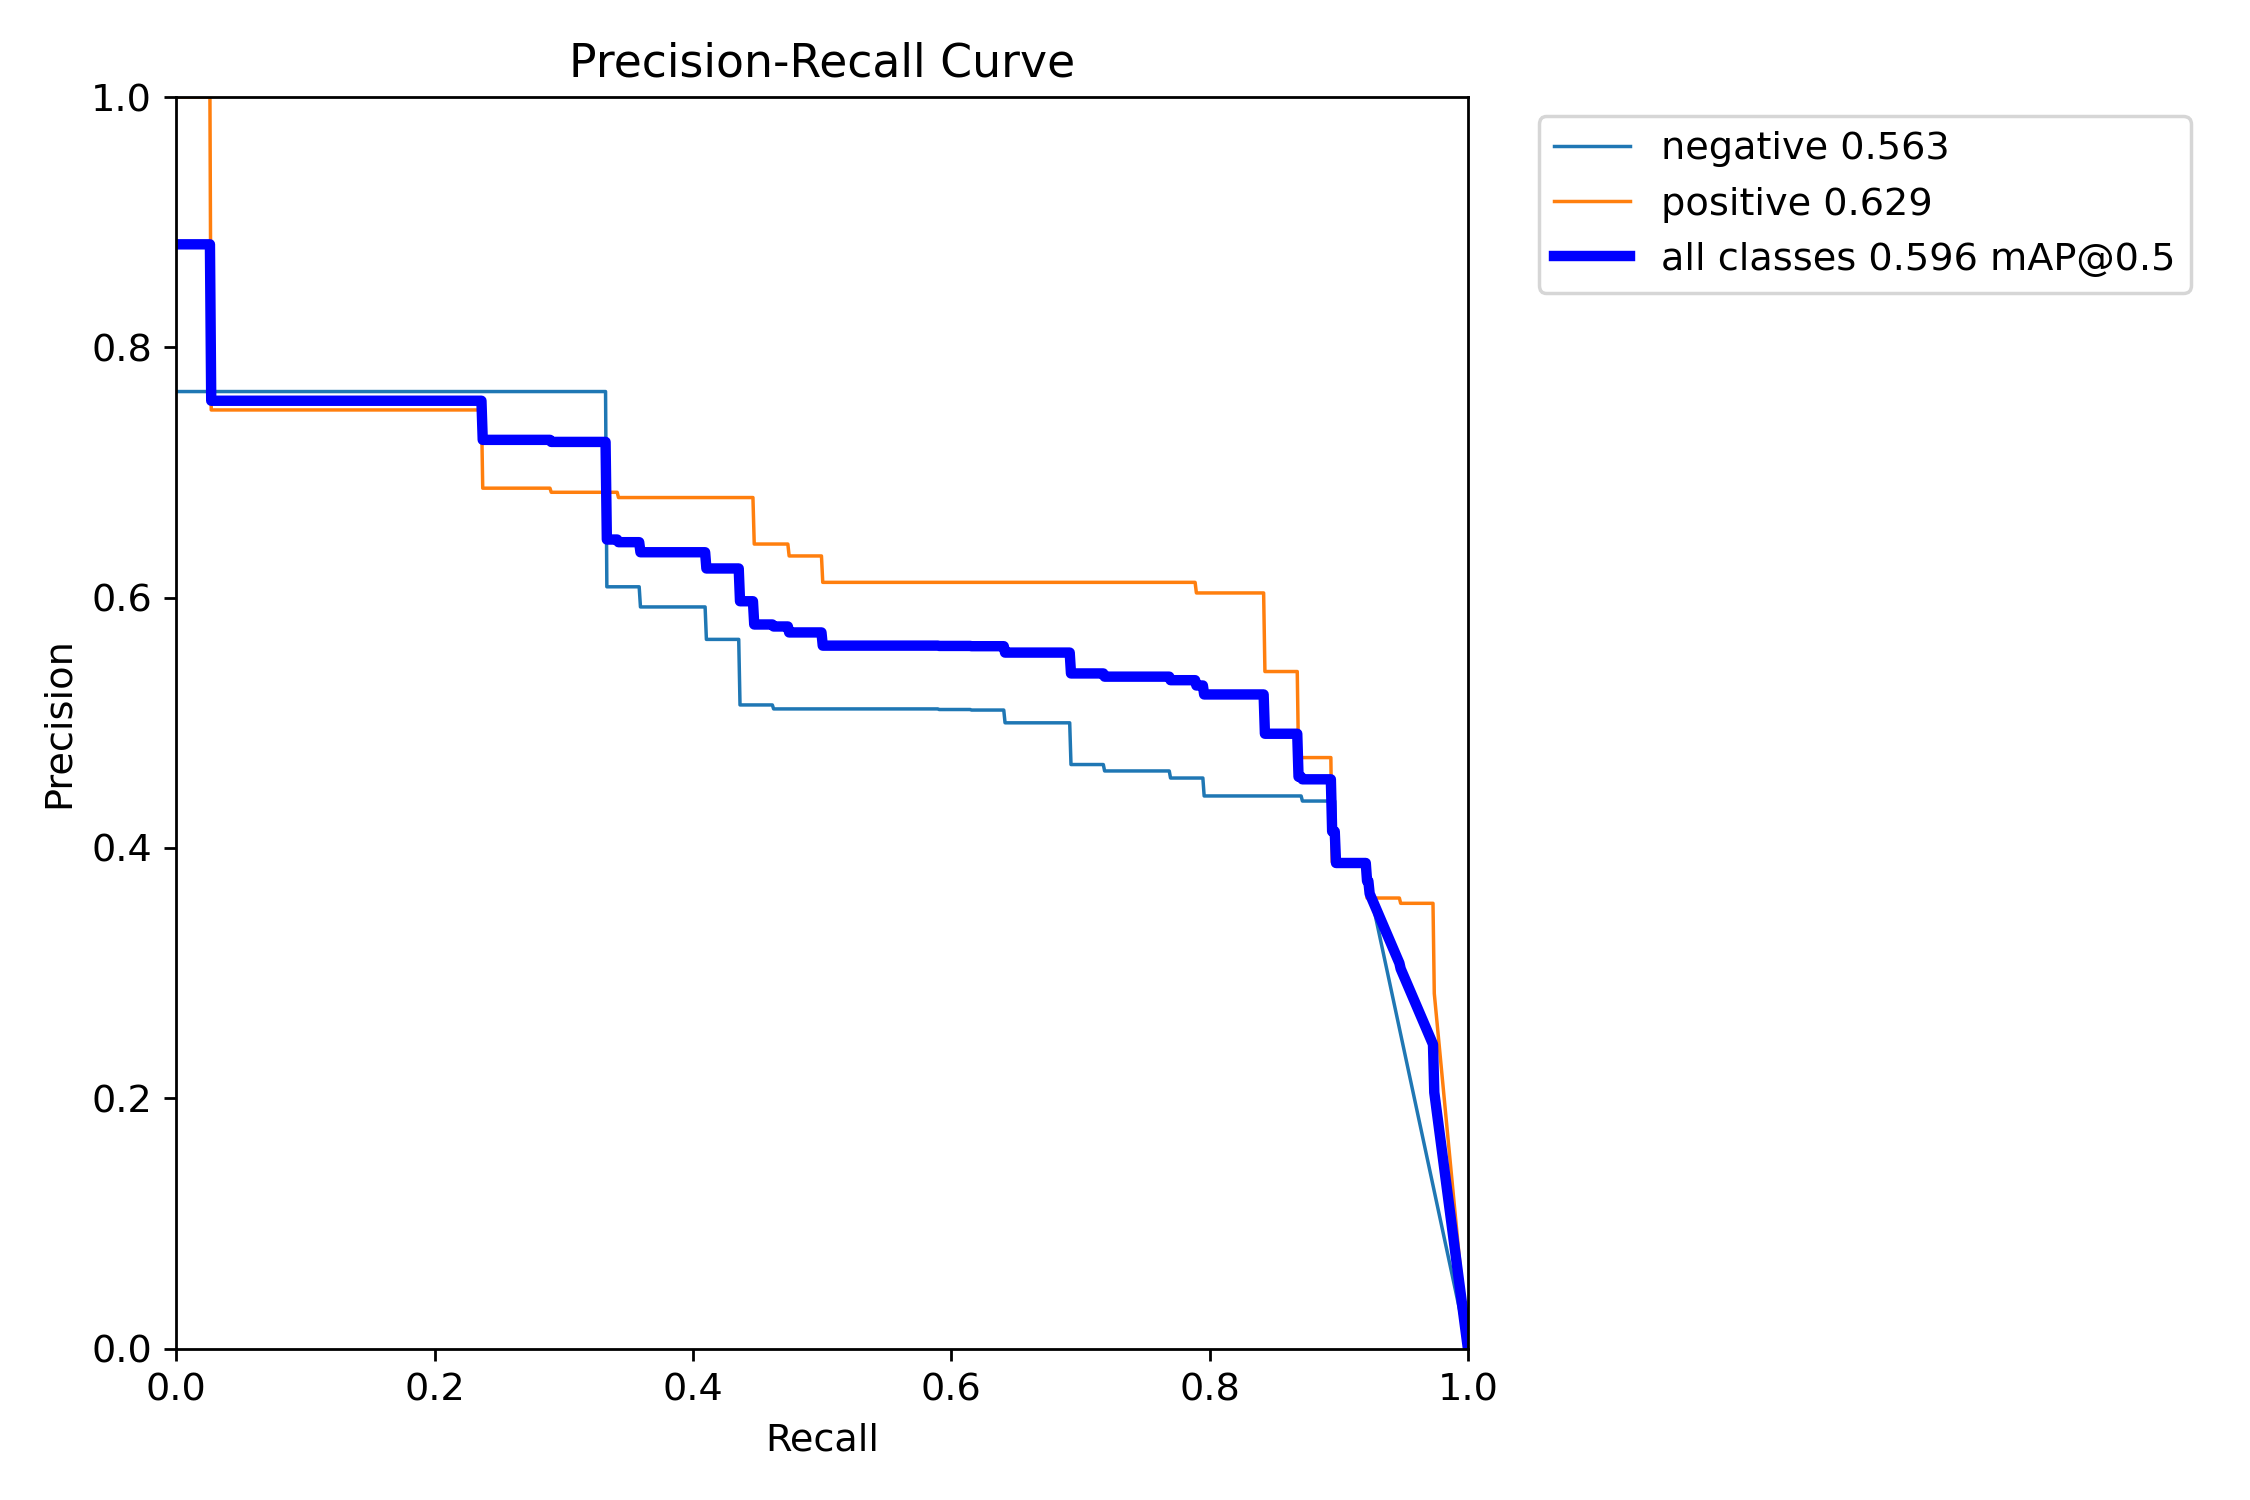 Precision-Recall Curve
1.0
0.8
0.6
0.4
0.2
0.0
Precision
0.0 0.2 0.4 0.6 0.8 1.0
Recall
negative 0.563
positive 0.629
all classes 0.596 mAP@0.5